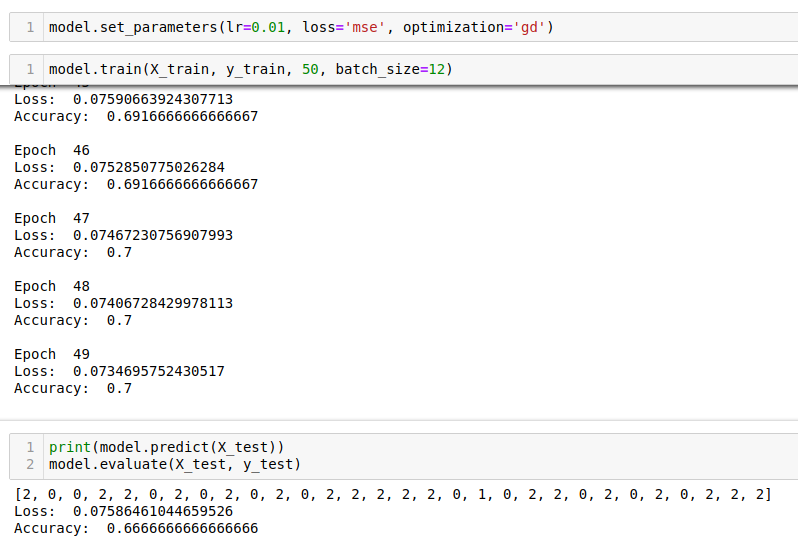 1 model.set_parameters(lr=0.01, loss='mse', optimization='gd')
1 model.train(X_train, y_train, 50, batch_size=12)
Loss:  0.07590663924307713
Accuracy:  0.6916666666666667
Epoch  46
Loss:  0.0752850775026284
Accuracy:  0.6916666666666667
Epoch  47
Loss:  0.07467230756907993
Accuracy:  0.7
Epoch  48
Loss:  0.07406728429978113
Accuracy:  0.7
Epoch  49
Loss:  0.0734695752430517
Accuracy:  0.7
1 print(model.predict(X_test))
2 model.evaluate(X_test, y_test)
[2, 0, 0, 2, 2, 0, 2, 0, 2, 0, 2, 0, 2, 2, 2, 2, 2, 0, 1, 0, 2, 2, 0, 2, 0, 2, 0, 2, 2, 2]
Loss:  0.07586461044659526
Accuracy:  0.6666666666666666